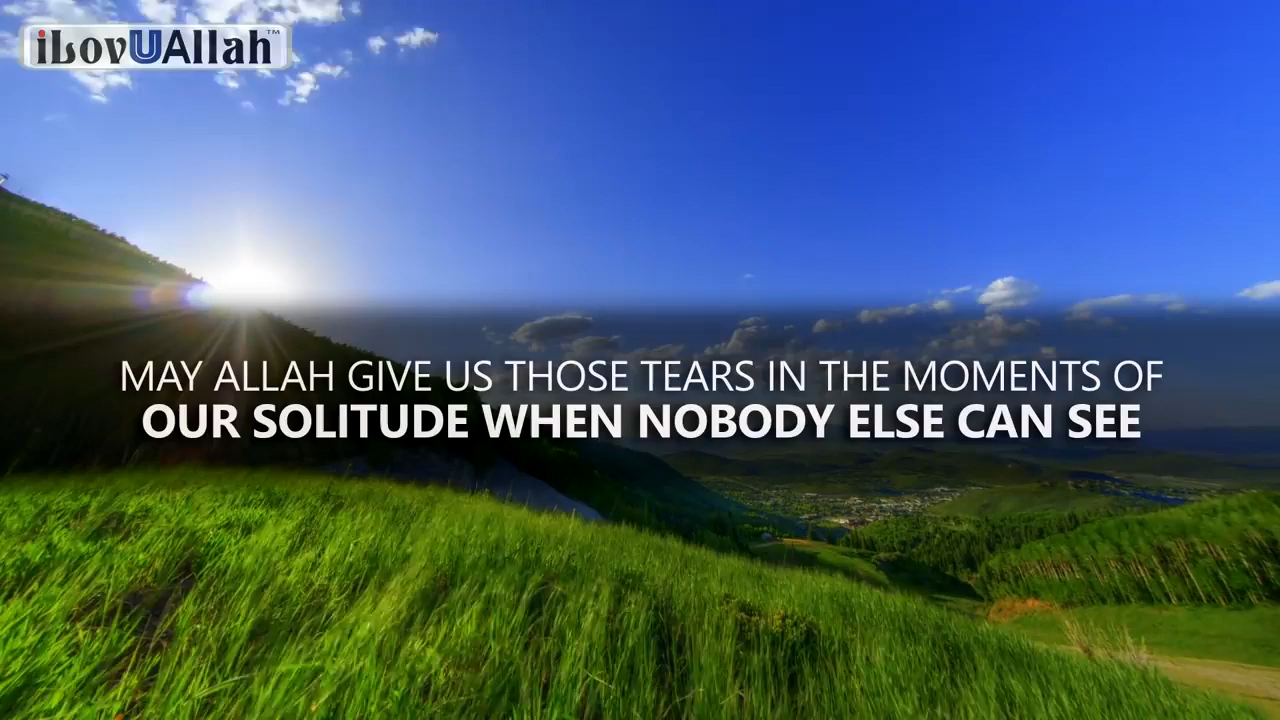 iLovUAllah™
MAY ALLAH GIVE US THOSE TEARS IN THE MOMENTS OF
OUR SOLITUDE WHEN NOBODY ELSE CAN SEE